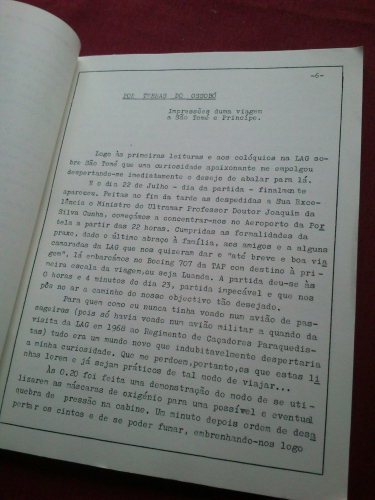 -6-
POR TERRAS DO OSSOBÓ
Impressões duma viagem
a São Tomé e Príncipe.
Logo às primeiras leituras e aos colóquios na LAG so-
bre São Tomé que uma curiosidade apaixonante me empolgou
despertando-me imediatamente o desejo de abalar para lá.
E o dia 22 de Julho - dia da partida - finalmente
apareceu. Feitas no fim da tarde as despedidas a Sua Exce-
lência o Ministro do Ultramar Professor Doutor Joaquim da
Silva Cunha, começámos a concentrar-nos no Aeroporto da Por
tela a partir das 22 horas. Cumpridas as formalidades da
praxe, dado o último abraço à família, aos amigos e a alguns
camaradas da LAG que nos quizeram dar o "até breve e boa via
gem", lá embarcámos no Boeing 707 da TAP com destino à pri-
meira escala da viagem, ou seja Luanda. A partida deu-se às
0 horas e 4 minutos do dia 23, partida impecável e que nos
pôs no ar a caminho do nosso objectivo tão desejado.
Para quem como eu nunca tinha voado num avião de pas-
sageiros (pois só havia voado num avião militar a quando da
visita da LAG em 1968 ao Regimento de Caçadores Paraquedis-
tas) tudo era um mundo novo que indubitavelmente despertaria
a minha curiosidade. Que me perdoem, portanto, os que estas li
nhas lerem e já sejam práticos de tal modo de viajar...
Às 0.20 foi feita uma demonstração do modo de se uti-
lizarem as máscaras de oxigénio para uma possível e eventual
quebra de pressão na cabine. Um minuto depois ordem de desa
pertar os cintos e de se poder fumar, embrenhando-nos logo